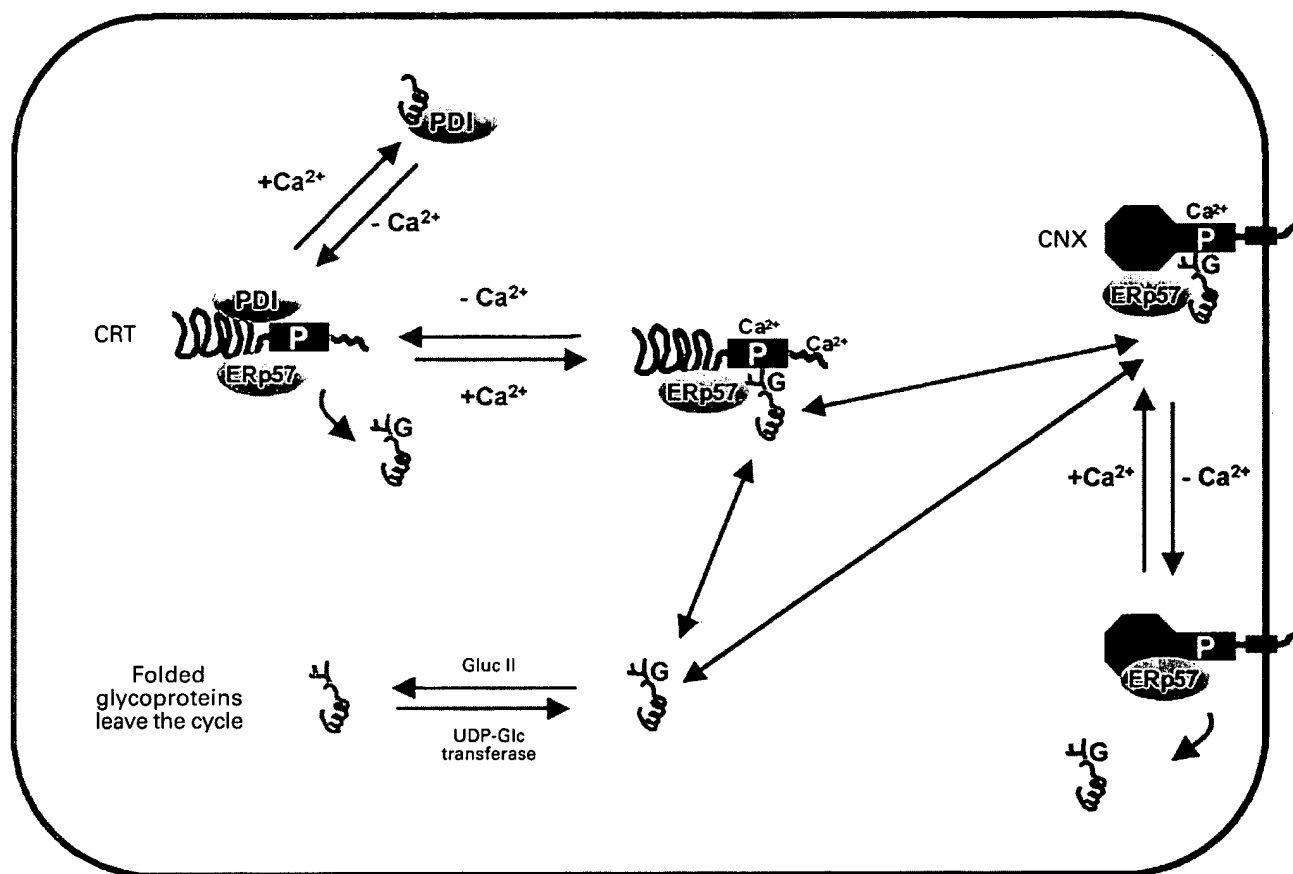 PDI
+Ca²⁺
- Ca²⁺
CNX
Ca²⁺
P
G
ERp57
CRT
PDI
P
ERp57
G
- Ca²⁺
+Ca²⁺
Ca²⁺
P
Ca²⁺
ERp57
G
+Ca²⁺
- Ca²⁺
P
ERp57
G
Folded
glycoproteins
leave the cycle
Gluc II
UDP-Glc
transferase
G